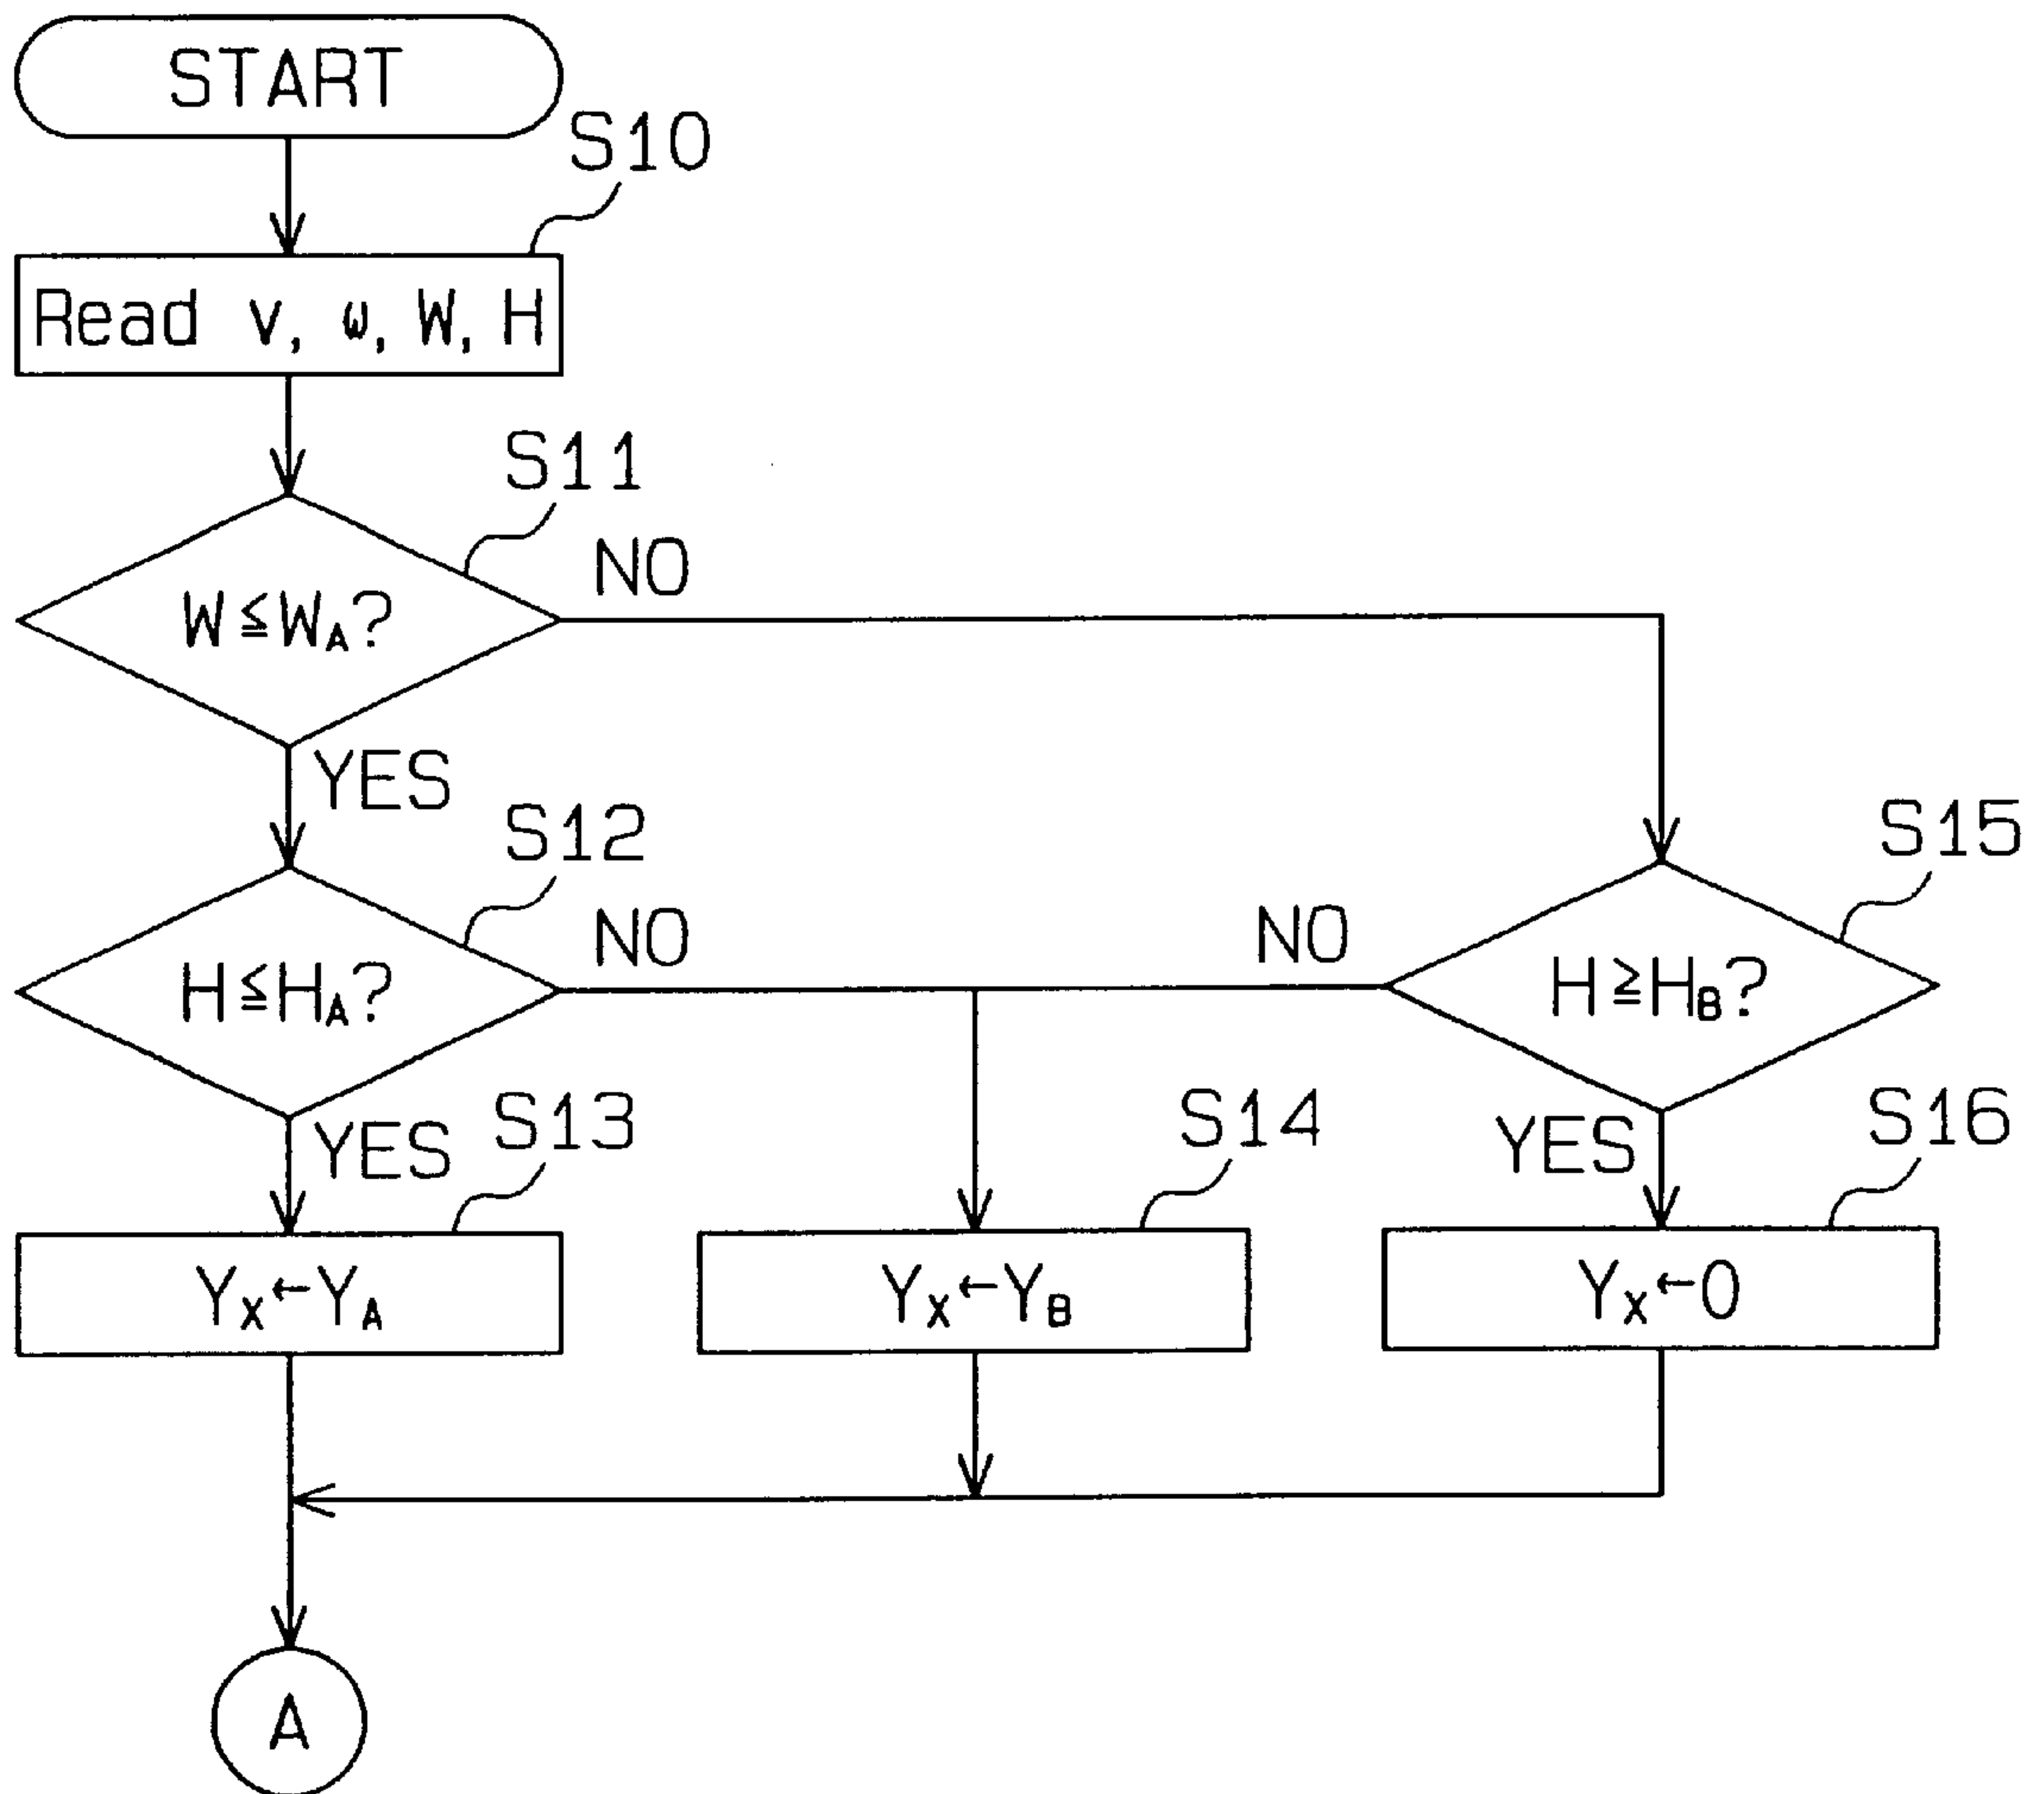 START
S10
Read v, ω, W, H
S11
NO
W≦WA?
YES
S12
S15
NO
NO
H≦HA?
H≧HB?
YES
S13
S14
YES
S16
YX←YA
YX←YB
YX←0
A